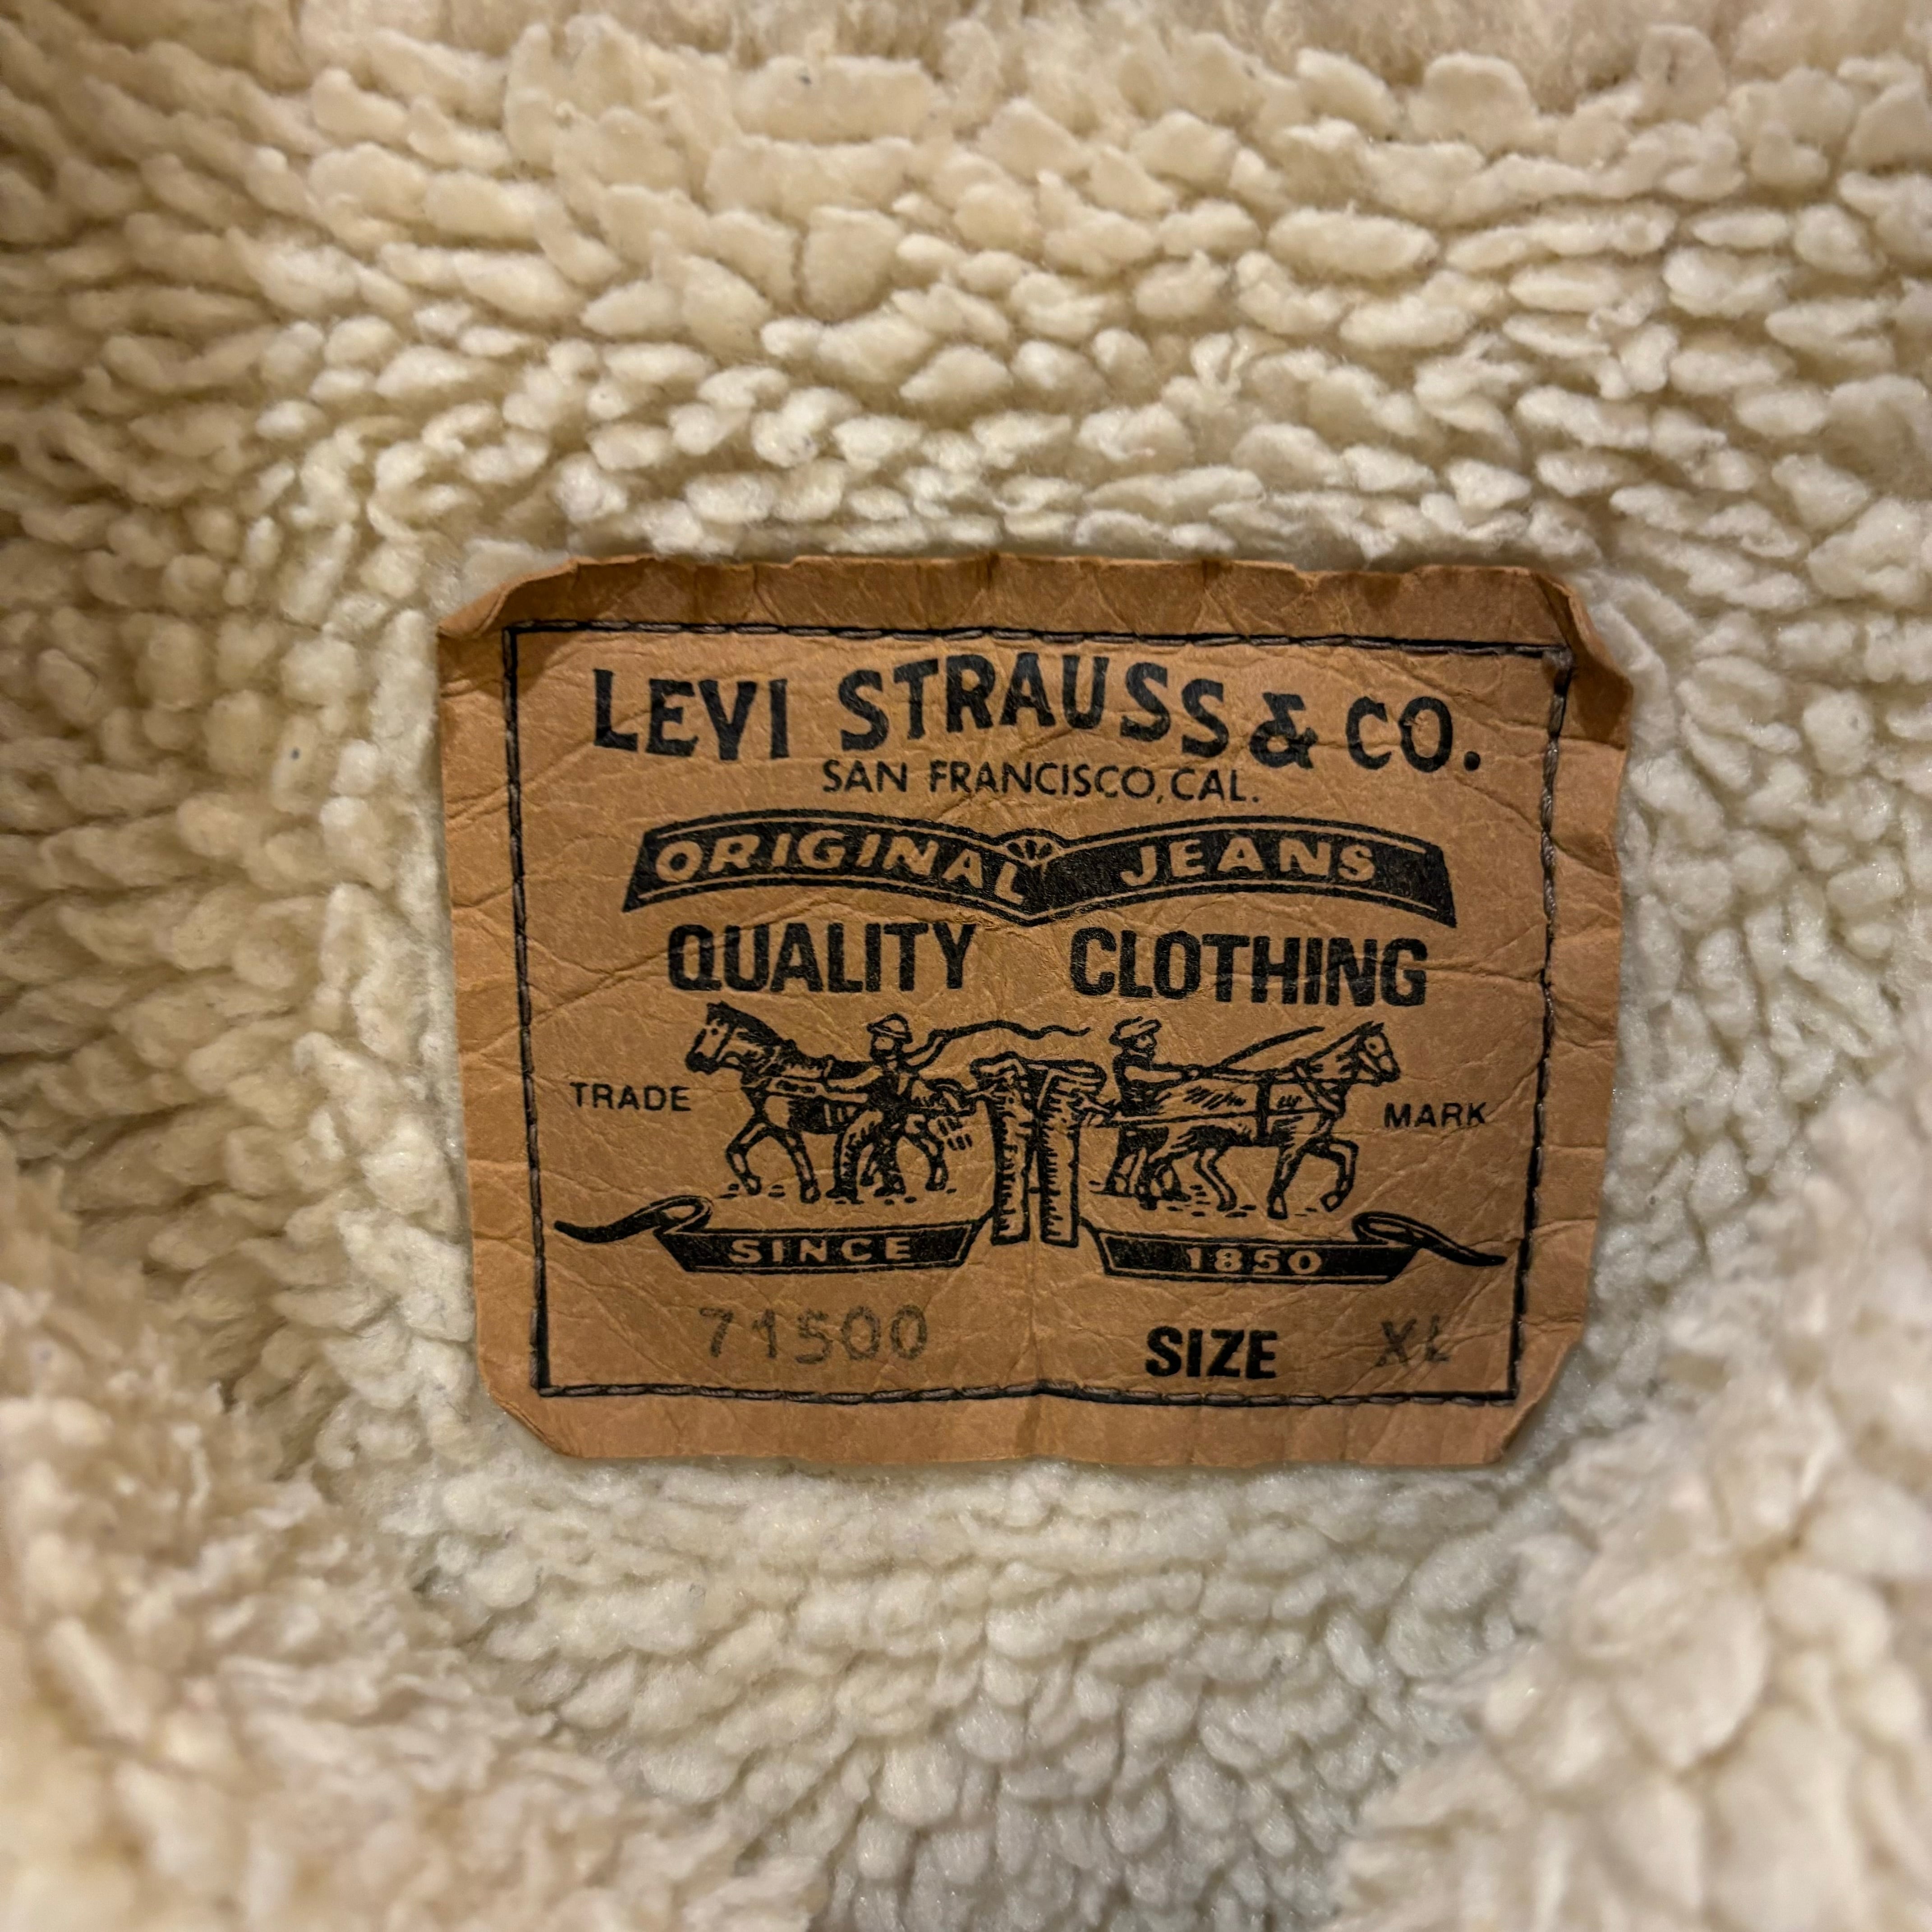 LEVI STRAUSS & CO.
SAN FRANCISCO, CAL.
ORIGINAL JEANS
QUALITY CLOTHING
TRADE MARK
SINCE 1850
71500 SIZE XL